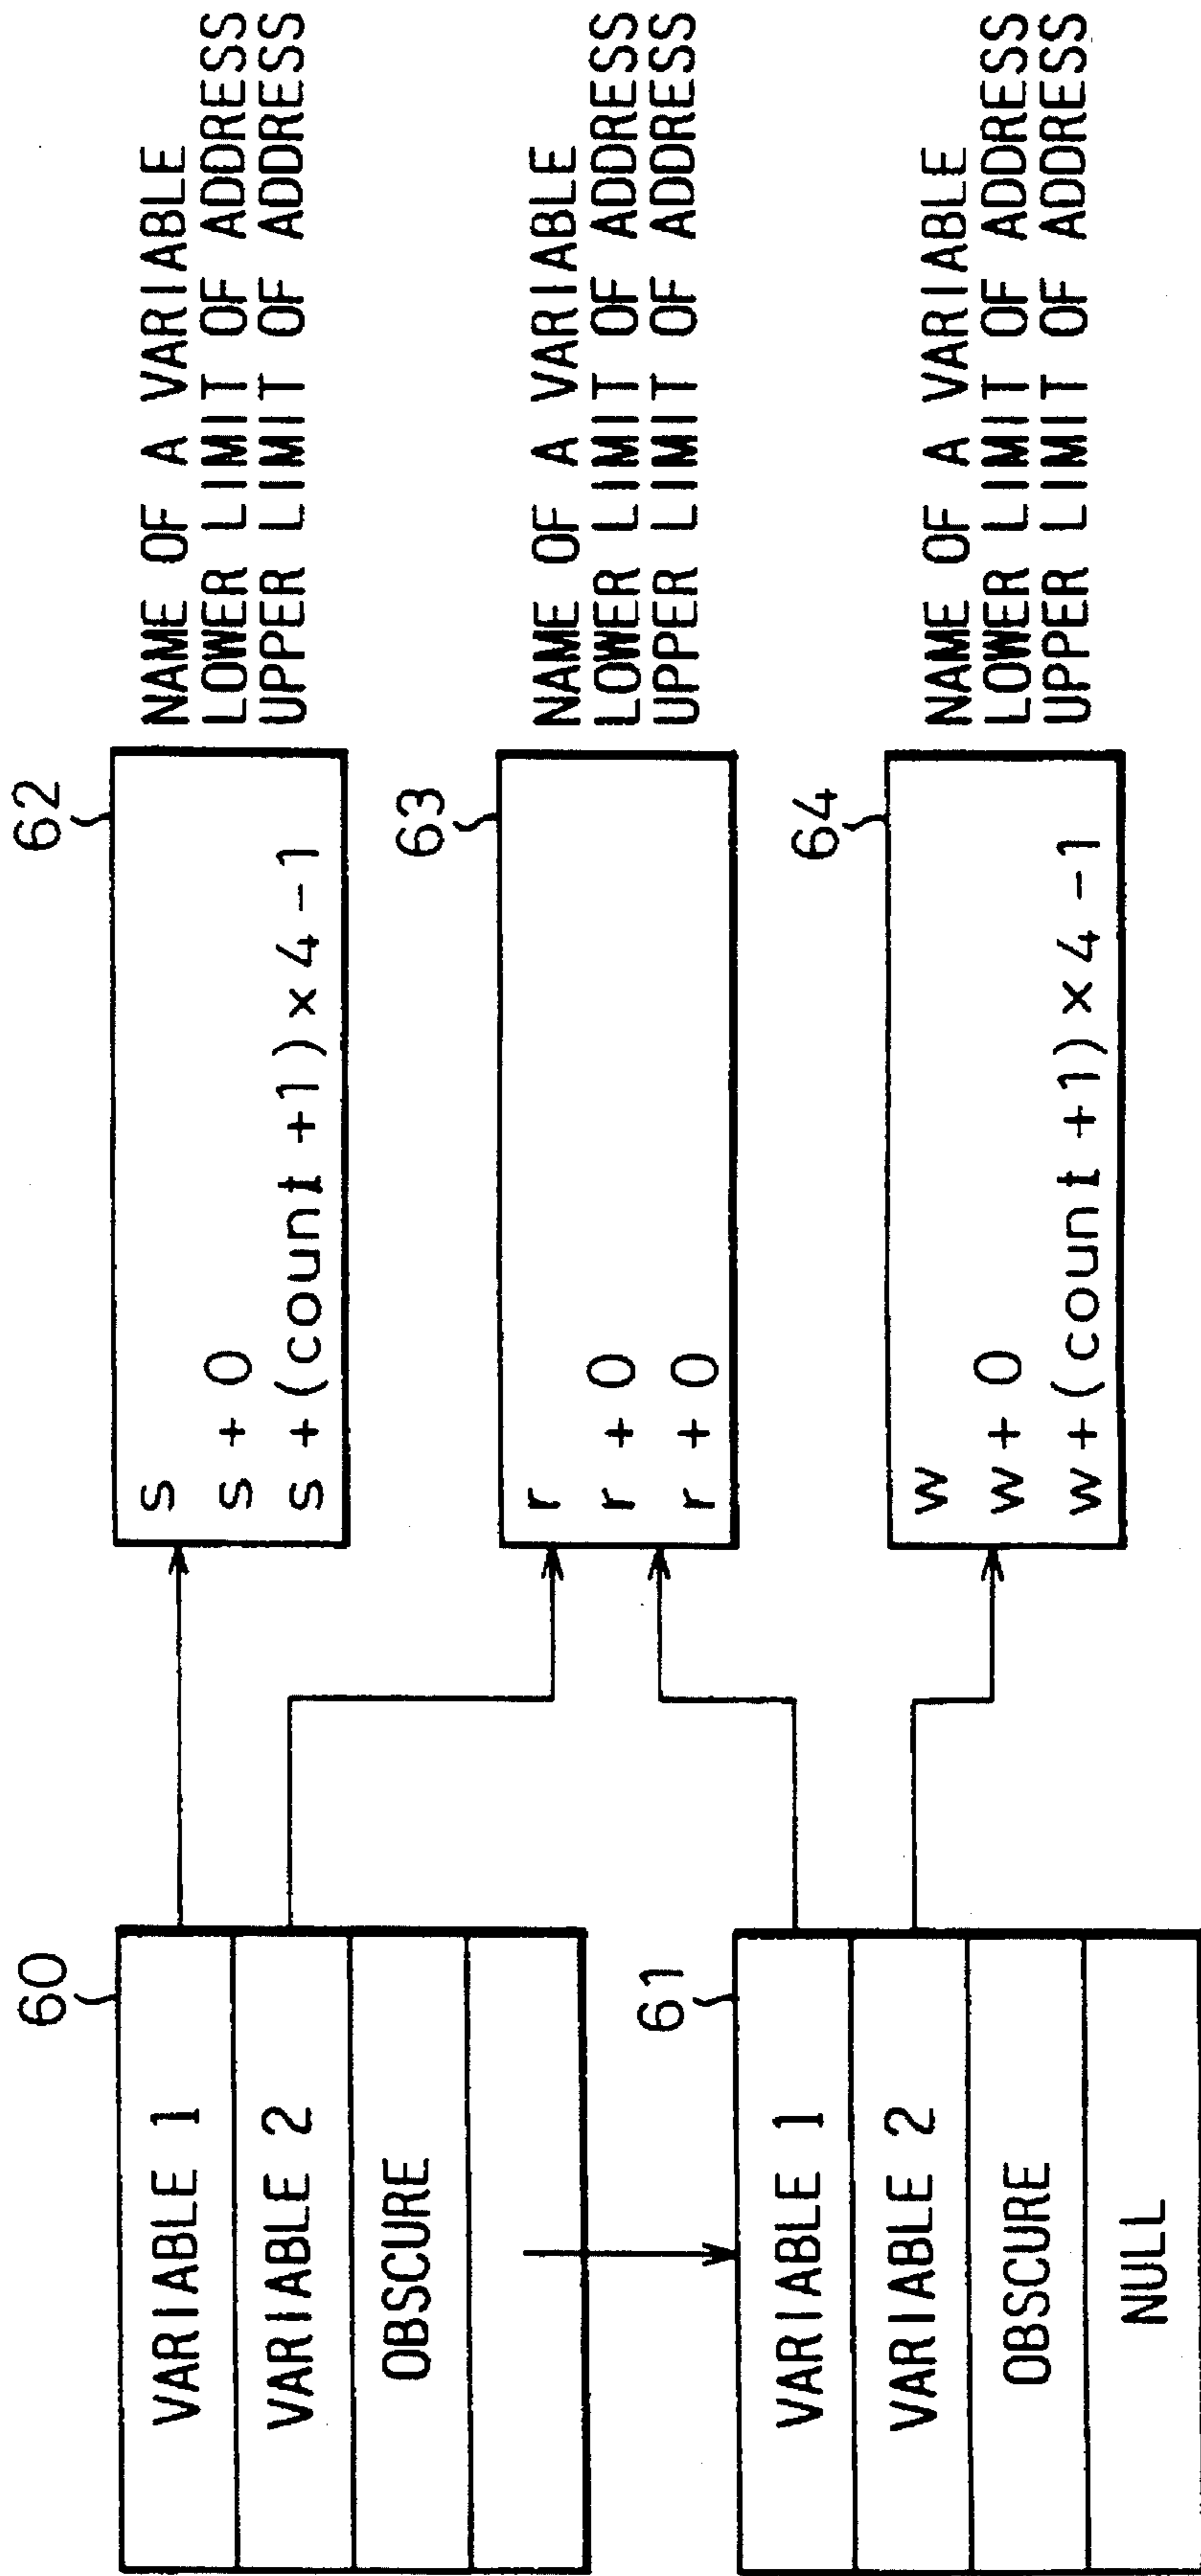 60
VARIABLE 1
VARIABLE 2
OBSCURE
61
VARIABLE 1
VARIABLE 2
OBSCURE
NULL
62
s
s + 0
s + (count + 1) × 4 - 1
NAME OF A VARIABLE
LOWER LIMIT OF ADDRESS
UPPER LIMIT OF ADDRESS
63
r
r + 0
r + 0
NAME OF A VARIABLE
LOWER LIMIT OF ADDRESS
UPPER LIMIT OF ADDRESS
64
w
w + 0
w + (count + 1) × 4 - 1
NAME OF A VARIABLE
LOWER LIMIT OF ADDRESS
UPPER LIMIT OF ADDRESS